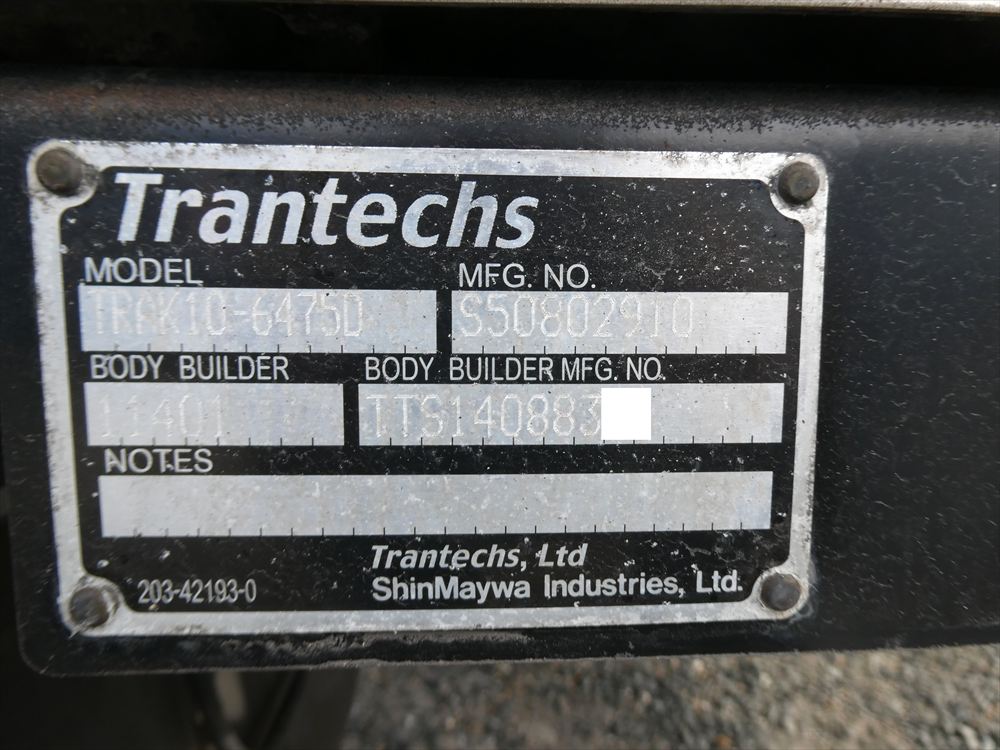 Trantechs
MODEL MFG. NO.
TRAK10-6475D S50802910
BODY BUILDER BODY BUILDER MFG. NO.
11401 TTS140883
NOTES
Trantechs, Ltd
203-42193-0 ShinMaywa Industries, Ltd.